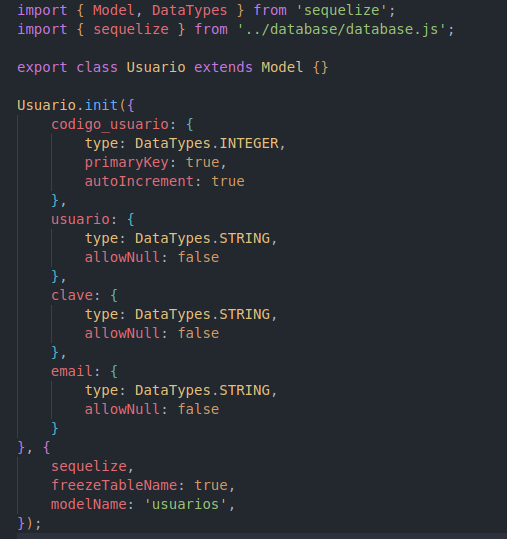 import { Model, DataTypes } from 'sequelize';
import { sequelize } from '../database/database.js';

export class Usuario extends Model {}

Usuario.init({
    codigo_usuario: {
        type: DataTypes.INTEGER,
        primaryKey: true,
        autoIncrement: true
    },
    usuario: {
        type: DataTypes.STRING,
        allowNull: false
    },
    clave: {
        type: DataTypes.STRING,
        allowNull: false
    },
    email: {
        type: DataTypes.STRING,
        allowNull: false
    }
}, {
    sequelize,
    freezeTableName: true,
    modelName: 'usuarios',
});